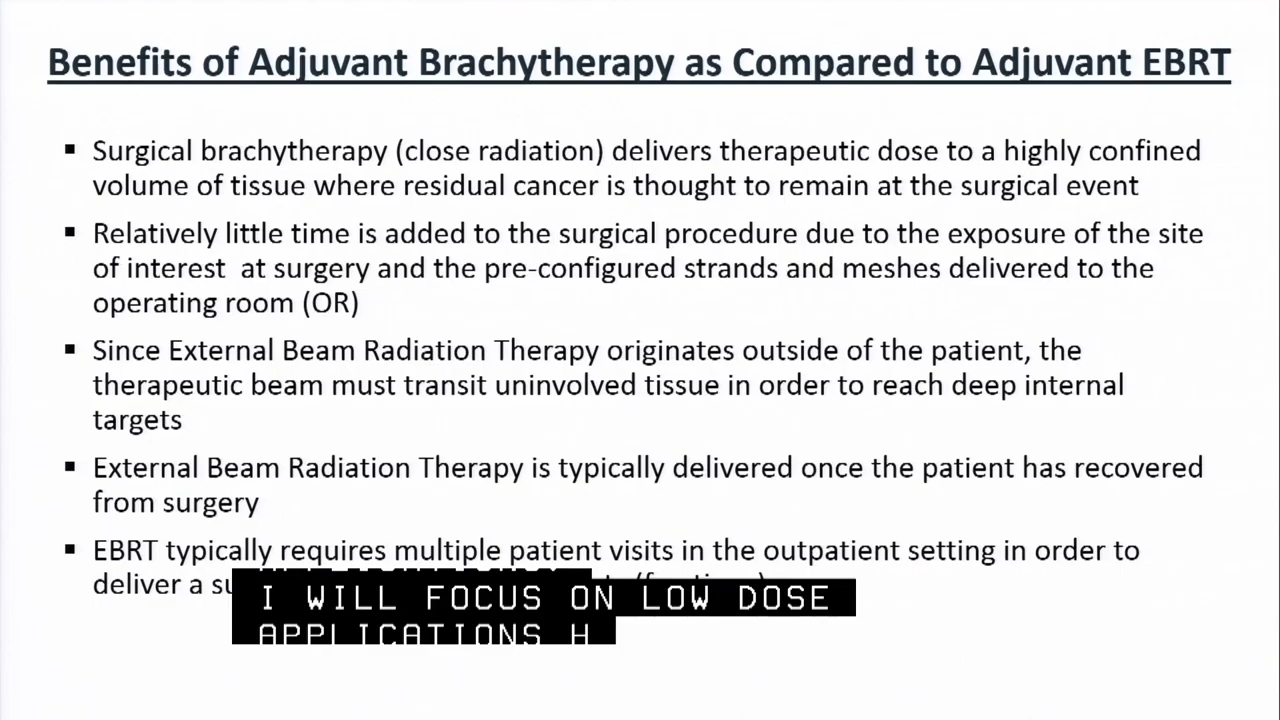 Benefits of Adjuvant Brachytherapy as Compared to Adjuvant EBRT
▪ Surgical brachytherapy (close radiation) delivers therapeutic dose to a highly confined
volume of tissue where residual cancer is thought to remain at the surgical event
▪ Relatively little time is added to the surgical procedure due to the exposure of the site
of interest at surgery and the pre-configured strands and meshes delivered to the
operating room (OR)
▪ Since External Beam Radiation Therapy originates outside of the patient, the
therapeutic beam must transit uninvolved tissue in order to reach deep internal
targets
▪ External Beam Radiation Therapy is typically delivered once the patient has recovered
from surgery
▪ EBRT typically requires multiple patient visits in the outpatient setting in order to
deliver a
I WILL FOCUS ON LOW DOSE
APPLICATIONS H